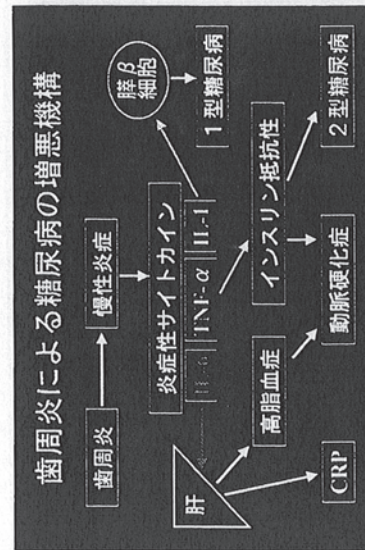 歯周炎による糖尿病の増悪機構
歯周炎
慢性炎症
炎症性サイトカイン
IL-6
TNF-α
IL-1
膵β
細胞
肝
高脂血症
インスリン抵抗性
1型糖尿病
CRP
動脈硬化症
2型糖尿病